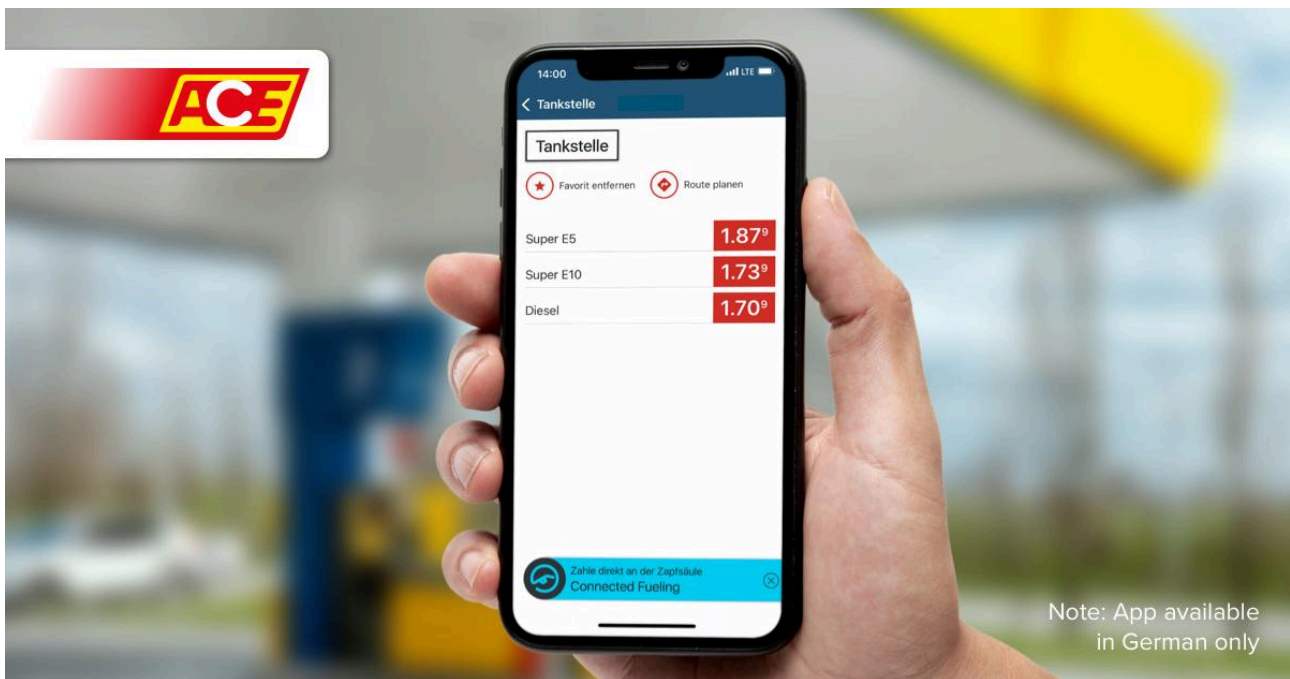 ACE
14:00
LTE
Tankstelle
Tankstelle
Favorit entfernen
Route planen
Super E5
1.87⁹
Super E10
1.73⁹
Diesel
1.70⁹
Zahle direkt an der Zapfsäule
Connected Fueling
Note: App available
in German only